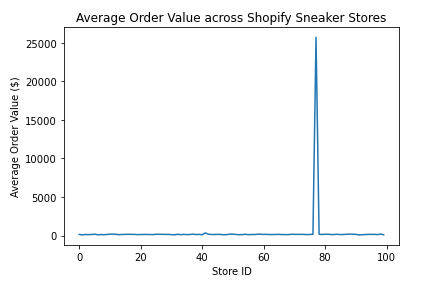 Average Order Value across Shopify Sneaker Stores
Average Order Value ($)
25000
20000
15000
10000
5000
0
0 20 40 60 80 100
Store ID